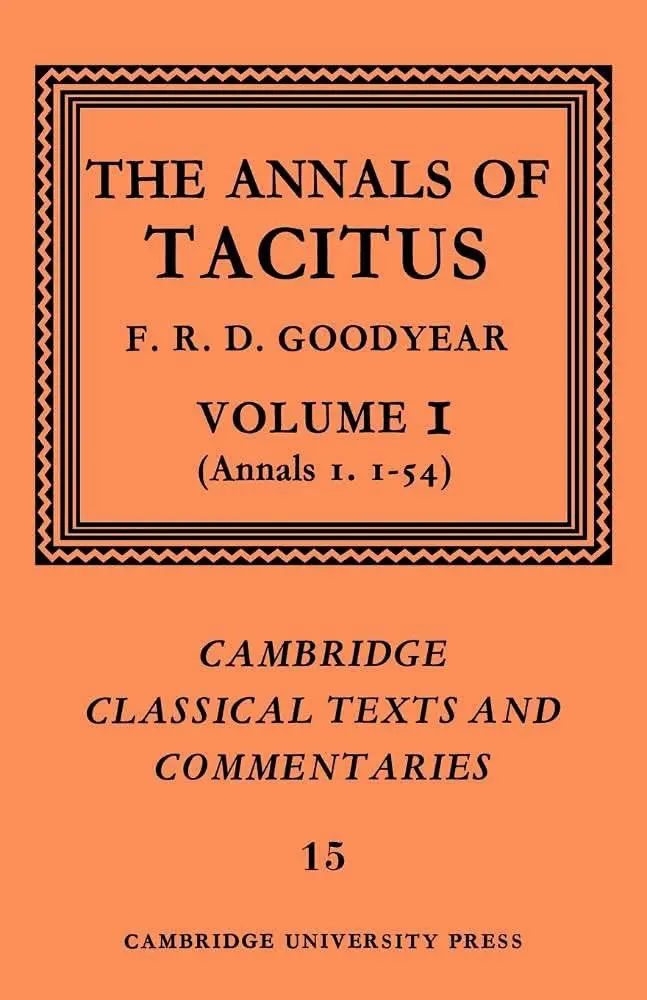 THE ANNALS OF
TACITUS
F. R. D. GOODYEAR
VOLUME I
(Annals 1. 1-54)
CAMBRIDGE
CLASSICAL TEXTS AND
COMMENTARIES
15
CAMBRIDGE UNIVERSITY PRESS